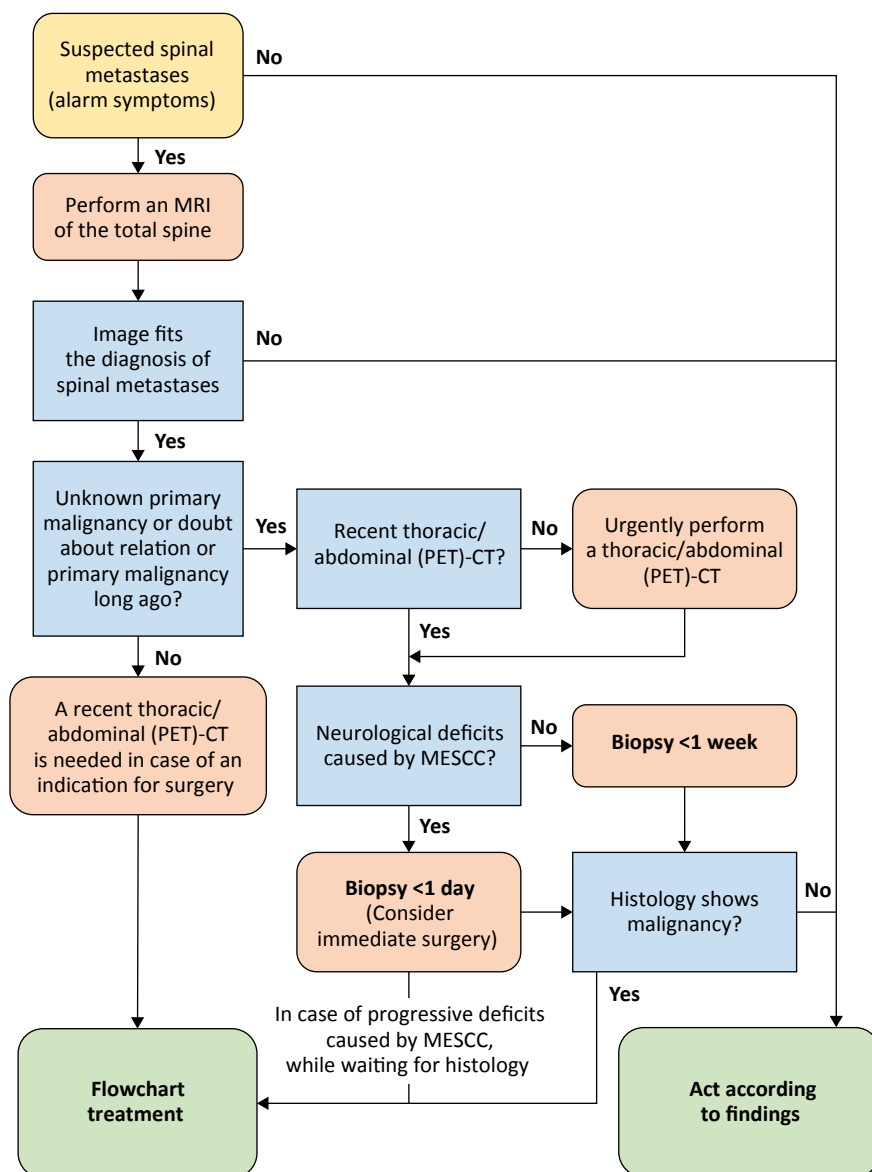 Suspected spinal
metastases
(alarm symptoms)
No
Yes
Perform an MRI
of the total spine
Image fits
the diagnosis of
spinal metastases
No
Yes
Unknown primary
malignancy or doubt
about relation or
primary malignancy
long ago?
Yes
Recent thoracic/
abdominal (PET)-CT?
No
Urgently perform
a thoracic/abdominal
(PET)-CT
Yes
No
A recent thoracic/
abdominal (PET)-CT
is needed in case of an
indication for surgery
Neurological deficits
caused by MESCC?
No
Biopsy <1 week
Yes
Biopsy <1 day
(Consider
immediate surgery)
Histology shows
malignancy?
No
Yes
In case of progressive deficits
caused by MESCC,
while waiting for histology
Flowchart
treatment
Act according
to findings